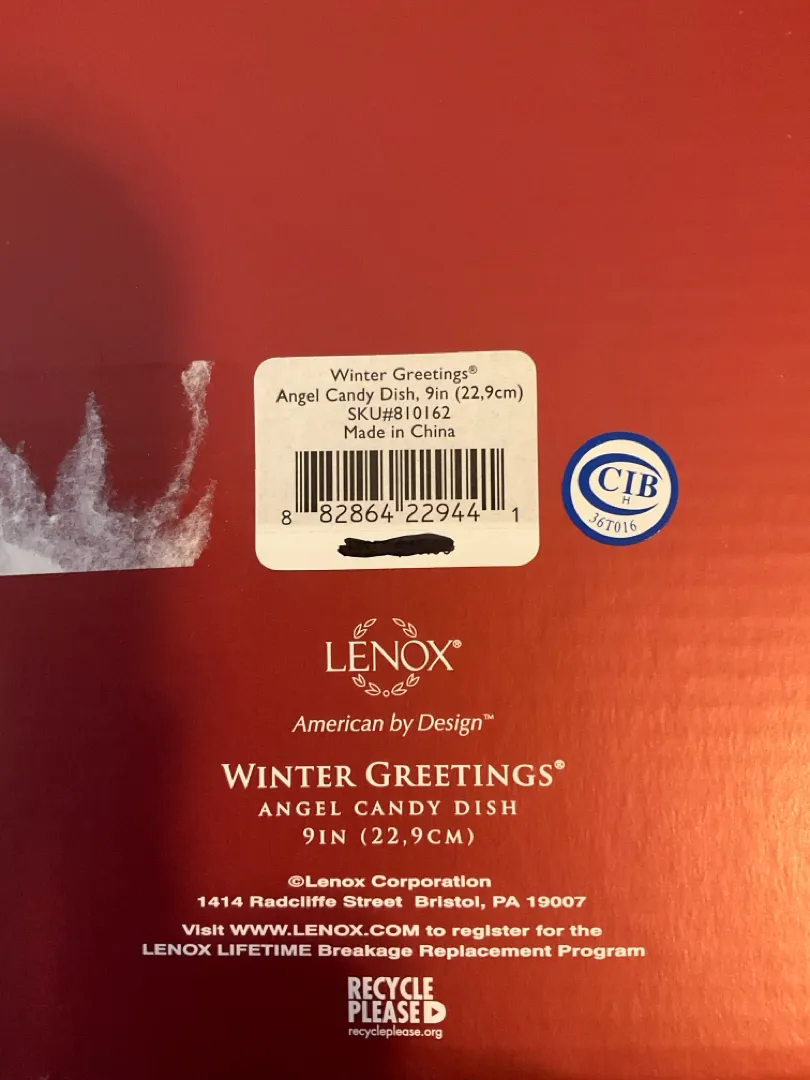 Winter Greetings®
Angel Candy Dish, 9in (22,9cm)
SKU#810162
Made in China
8 82864 22944 1
CIB
H
36T016
LENOX®
American by Design™
WINTER GREETINGS®
ANGEL CANDY DISH
9IN (22,9CM)
©Lenox Corporation
1414 Radcliffe Street Bristol, PA 19007
Visit WWW.LENOX.COM to register for the
LENOX LIFETIME Breakage Replacement Program
RECYCLE
PLEASE
recycleplease.org